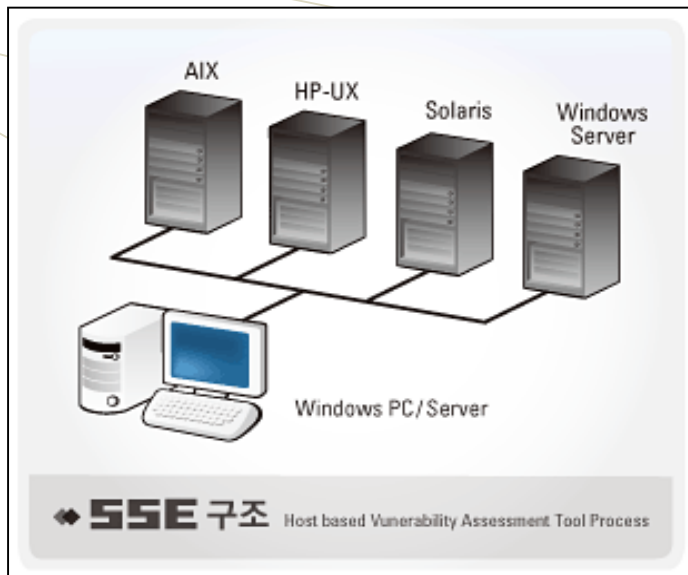 AIX
HP-UX
Solaris
Windows
Server
Windows PC/Server
SSE 구조 Host based Vunerability Assessment Tool Process